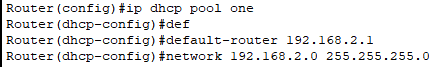 Router(config)#ip dhcp pool one
Router(dhcp-config)#def
Router(dhcp-config)#default-router 192.168.2.1
Router(dhcp-config)#network 192.168.2.0 255.255.255.0